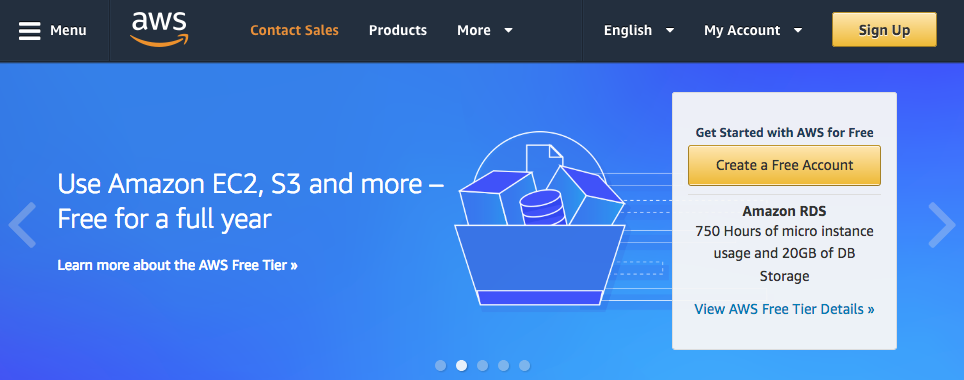 Menu
aws
Contact Sales
Products
More
English
My Account
Sign Up
Use Amazon EC2, S3 and more –
Free for a full year
Learn more about the AWS Free Tier »
Get Started with AWS for Free
Create a Free Account
Amazon RDS
750 Hours of micro instance
usage and 20GB of DB
Storage
View AWS Free Tier Details »